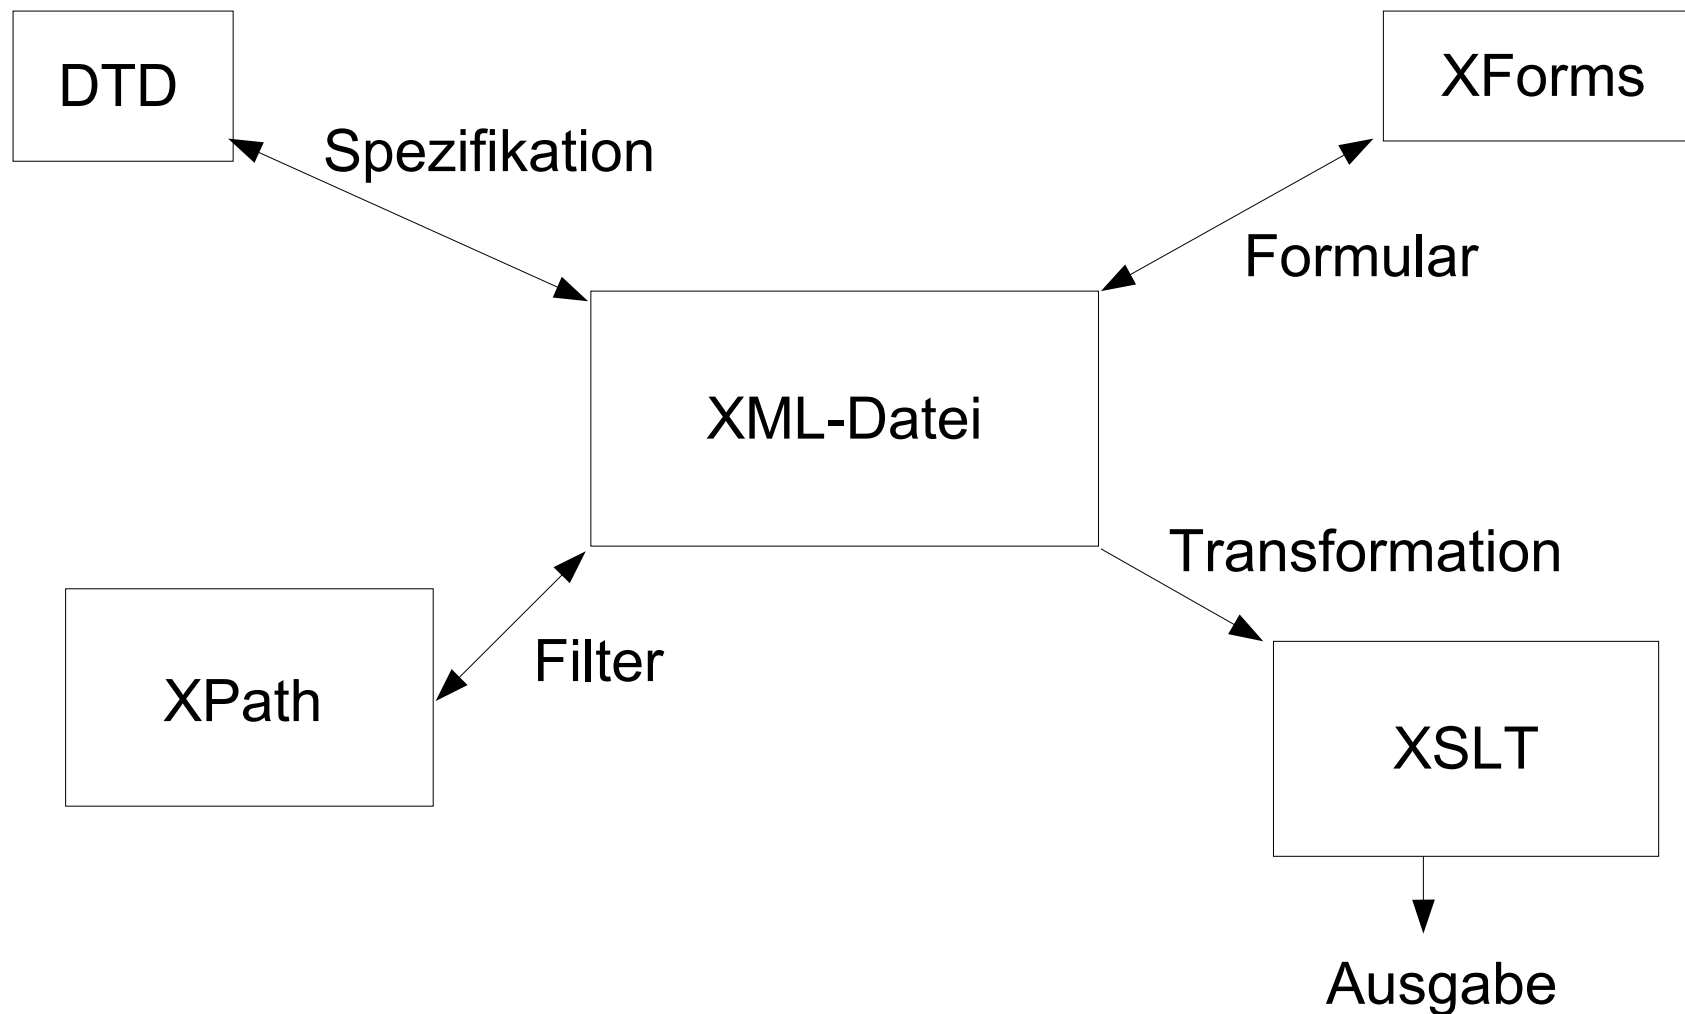 DTD
XForms
Spezifikation
Formular
XML-Datei
Transformation
Filter
XPath
XSLT
Ausgabe